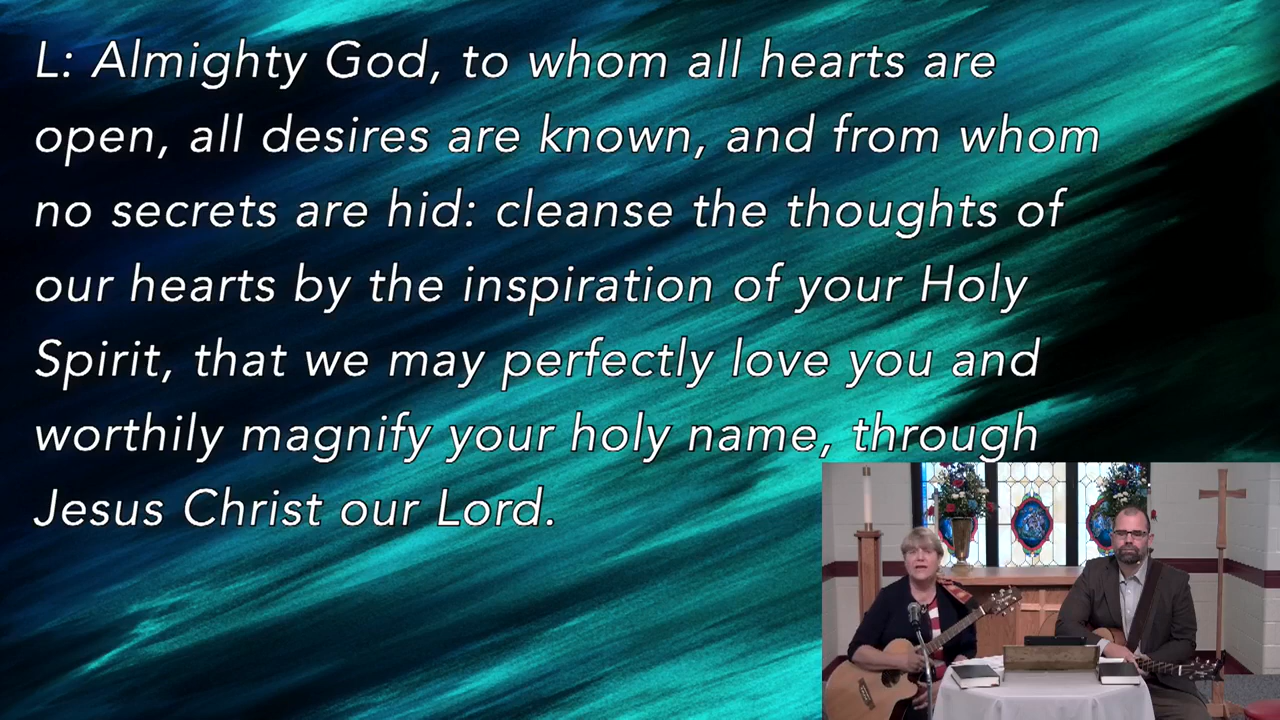 L: Almighty God, to whom all hearts are
open, all desires are known, and from whom
no secrets are hid: cleanse the thoughts of
our hearts by the inspiration of your Holy
Spirit, that we may perfectly love you and
worthily magnify your holy name, through
Jesus Christ our Lord.